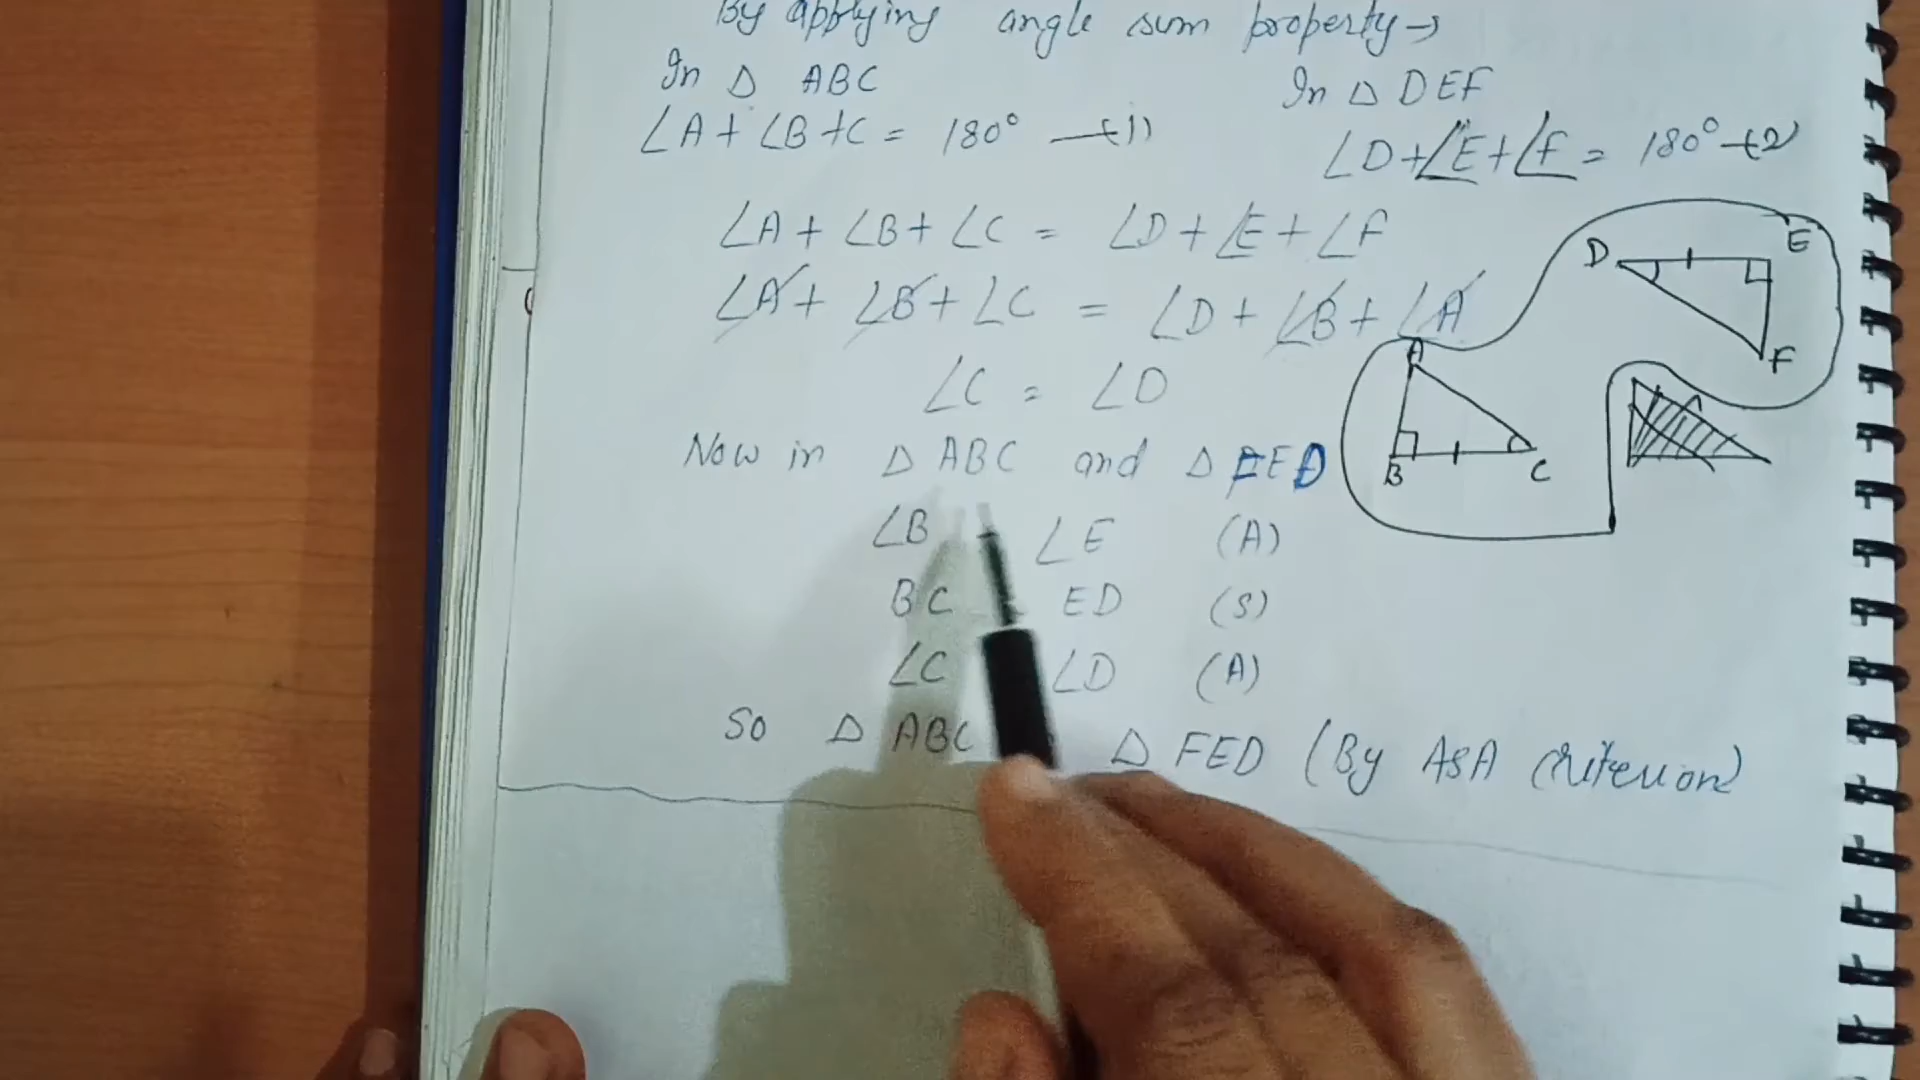 By applying angle sum property→
In △ ABC
In △ DEF
∠A + ∠B + C = 180° —(1)
∠D + ∠E + ∠F = 180° —(2)
∠A + ∠B + ∠C = ∠D + ∠E + ∠F
∠A + ∠B + ∠C = ∠D + ∠B + ∠A
∠C = ∠D
Now in △ ABC and △ FED
∠B ∠E (A)
BC ED (S)
∠C ∠D (A)
So △ ABC △ FED (By ASA criterion)
D E
F
A
B C